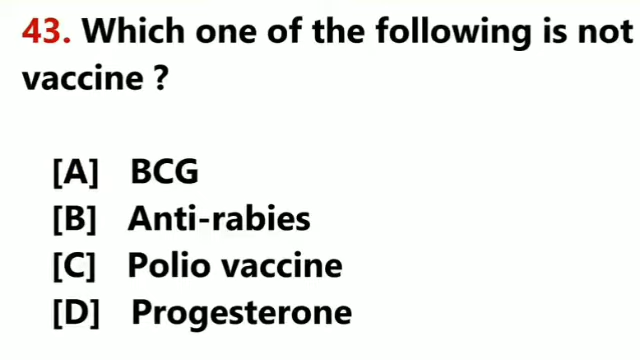 43. Which one of the following is not
vaccine ?
[A] BCG
[B] Anti-rabies
[C] Polio vaccine
[D] Progesterone